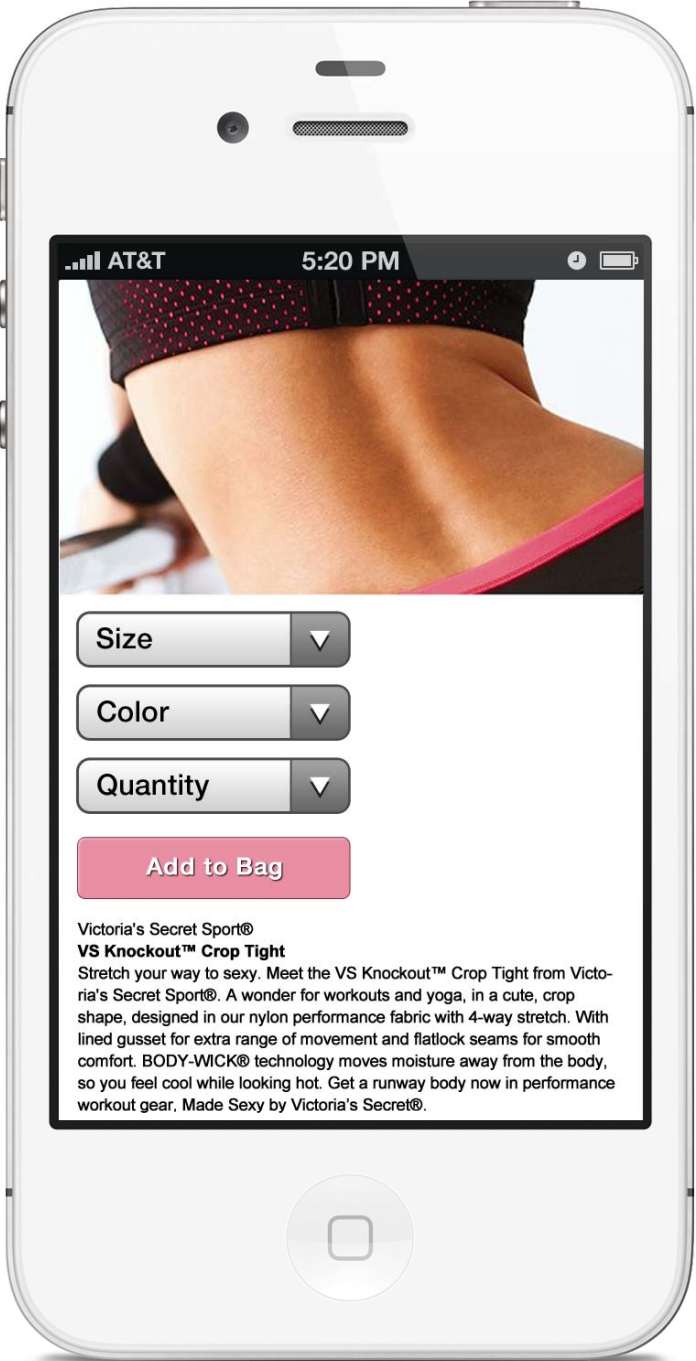 AT&T 5:20 PM
Size
Color
Quantity
Add to Bag
Victoria's Secret Sport®
VS Knockout™ Crop Tight
Stretch your way to sexy. Meet the VS Knockout™ Crop Tight from Victo-
ria's Secret Sport®. A wonder for workouts and yoga, in a cute, crop
shape, designed in our nylon performance fabric with 4-way stretch. With
lined gusset for extra range of movement and flatlock seams for smooth
comfort. BODY-WICK® technology moves moisture away from the body,
so you feel cool while looking hot. Get a runway body now in performance
workout gear, Made Sexy by Victoria's Secret®.